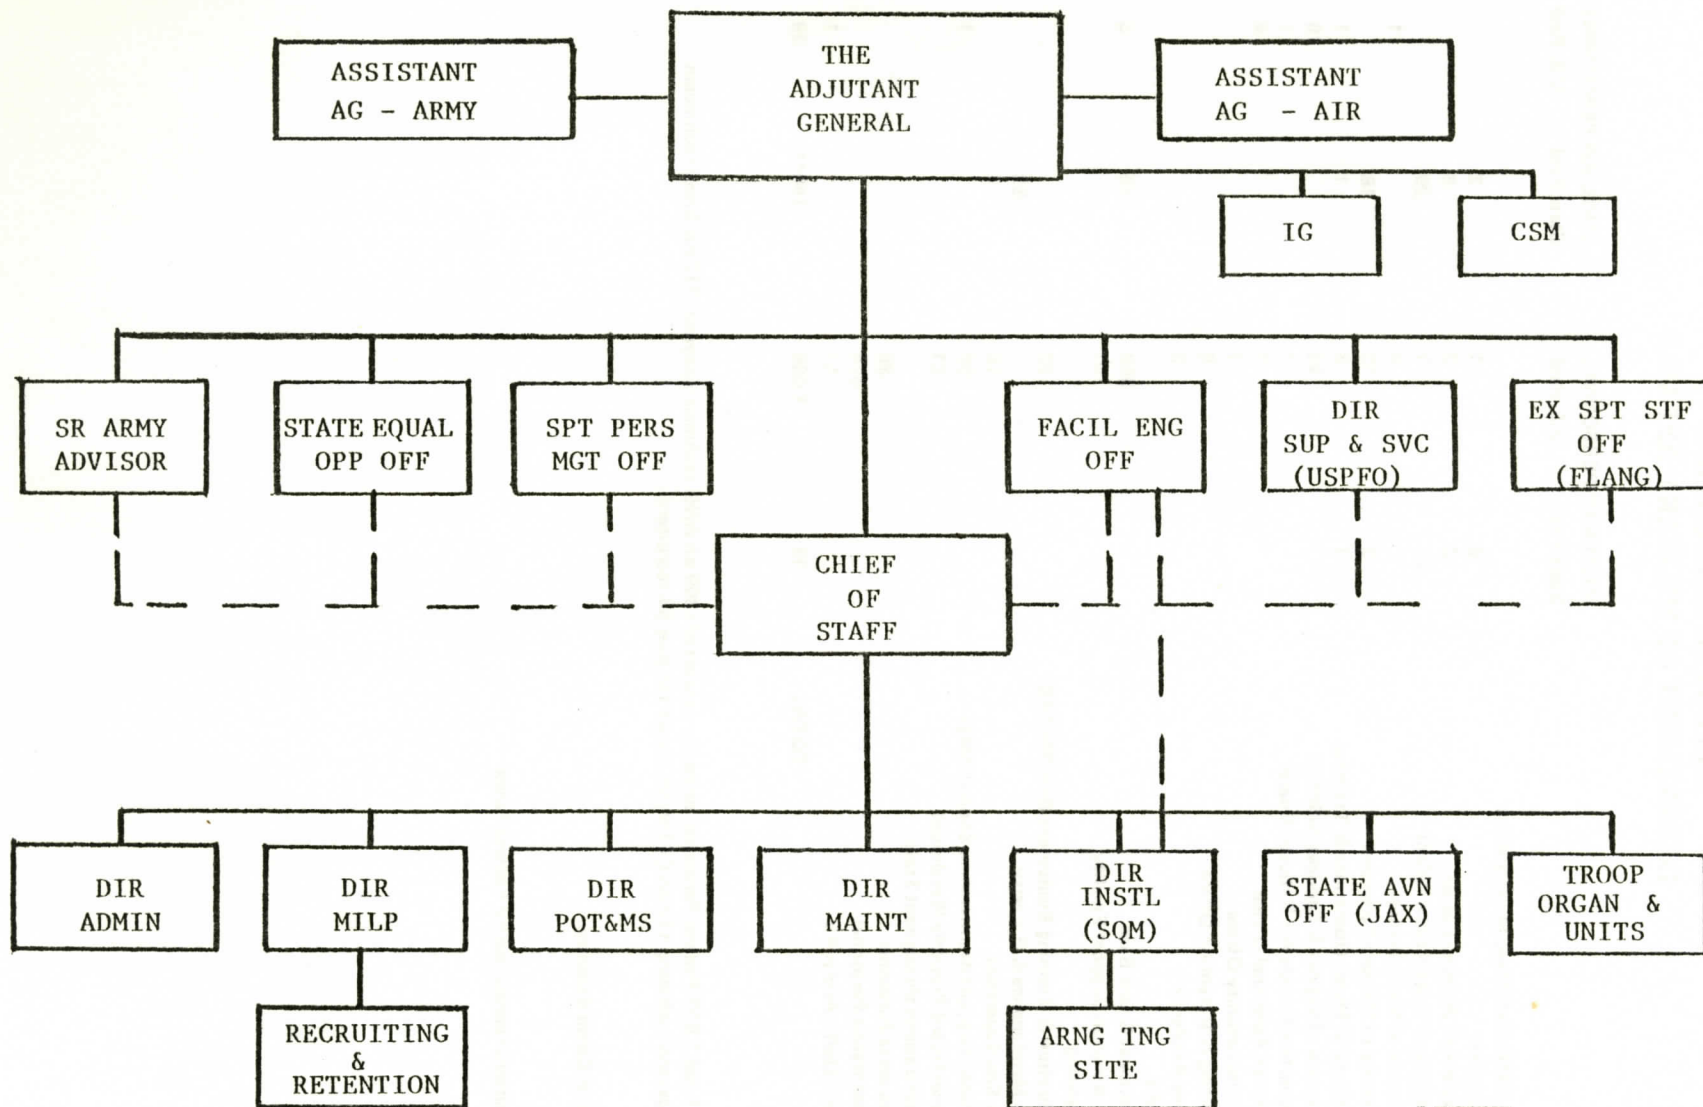 THE
ADJUTANT
GENERAL
ASSISTANT
AG - ARMY
ASSISTANT
AG - AIR
IG
CSM
SR ARMY
ADVISOR
STATE EQUAL
OPP OFF
SPT PERS
MGT OFF
FACIL ENG
OFF
DIR
SUP & SVC
(USPFO)
EX SPT STF
OFF
(FLANG)
CHIEF
OF
STAFF
DIR
ADMIN
DIR
MILP
DIR
POT&MS
DIR
MAINT
DIR
INSTL
(SQM)
STATE AVN
OFF (JAX)
TROOP
ORGAN &
UNITS
RECRUITING
&
RETENTION
ARNG TNG
SITE